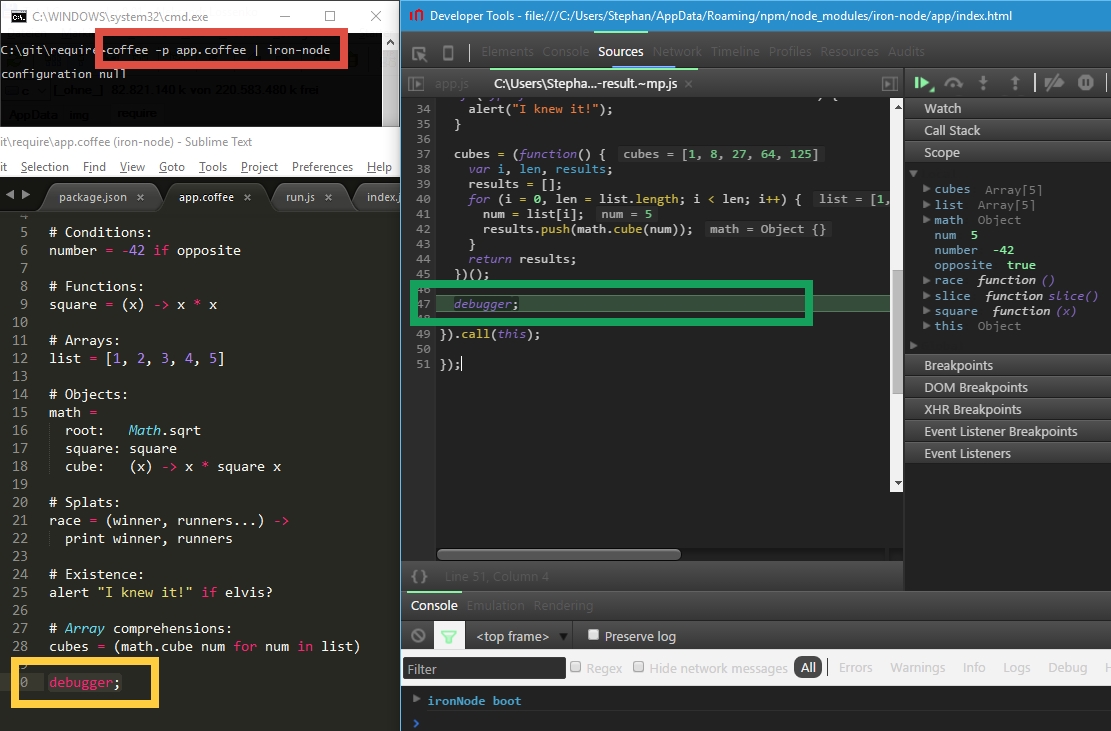 C:\WINDOWS\system32\cmd.exe
C:\git\require>coffee -p app.coffee | iron-node
configuration null
[_ohne_] 82.821.140 k von 220.583.480 k frei
AppData img require
it\require\app.coffee (iron-node) - Sublime Text
it Selection Find View Goto Tools Project Preferences Help
package.json × app.coffee × run.js × index.j
4
5 # Conditions:
6 number = -42 if opposite
7
8 # Functions:
9 square = (x) -> x * x
10
11 # Arrays:
12 list = [1, 2, 3, 4, 5]
13
14 # Objects:
15 math =
16 root: Math.sqrt
17 square: square
18 cube: (x) -> x * square x
19
20 # Splats:
21 race = (winner, runners...) ->
22 print winner, runners
23
24 # Existence:
25 alert "I knew it!" if elvis?
26
27 # Array comprehensions:
28 cubes = (math.cube num for num in list)
0 debugger;
Developer Tools - file:///C:/Users/Stephan/AppData/Roaming/npm/node_modules/iron-node/app/index.html
Elements Console Sources Network Timeline Profiles Resources Audits
app.js × C:\Users\Stepha...-result.~mp.js ×
34 alert("I knew it!");
35 }
36
37 cubes = (function() { cubes = [1, 8, 27, 64, 125]
38 var i, len, results;
39 results = [];
40 for (i = 0, len = list.length; i < len; i++) { list = [1,
41 num = list[i]; num = 5
42 results.push(math.cube(num)); math = Object {}
43 }
44 return results;
45 })();
46
47 debugger;
48
49 }).call(this);
50
51 });
{} Line 51, Column 4
Watch
Call Stack
Scope
cubes Array[5]
list Array[5]
math Object
num 5
number -42
opposite true
race function ()
slice function slice()
square function (x)
this Object
Breakpoints
DOM Breakpoints
XHR Breakpoints
Event Listener Breakpoints
Event Listeners
Console Emulation Rendering
<top frame> Preserve log
Filter Regex Hide network messages All Errors Warnings Info Logs Debug H
ironNode boot
>